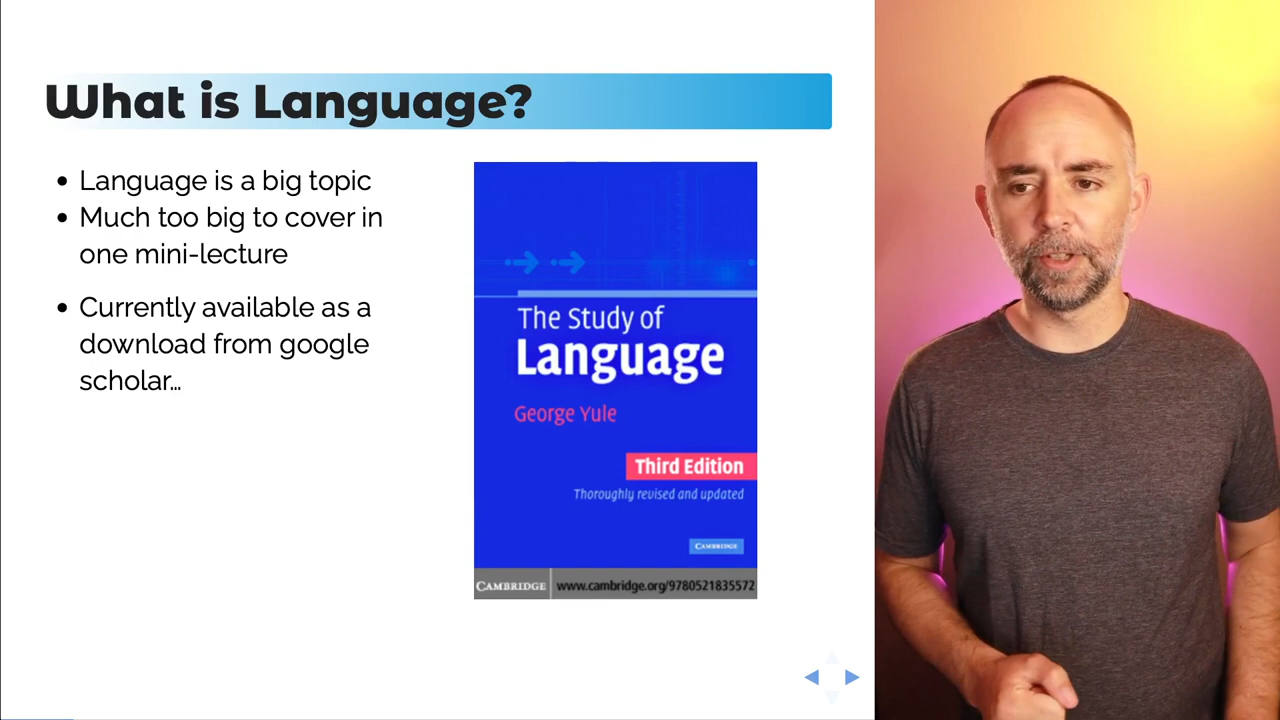 What is Language?
Language is a big topic
Much too big to cover in
one mini-lecture
Currently available as a
download from google
scholar...
The Study of
Language
George Yule
Third Edition
Thoroughly revised and updated
CAMBRIDGE
CAMBRIDGE www.cambridge.org/9780521835572